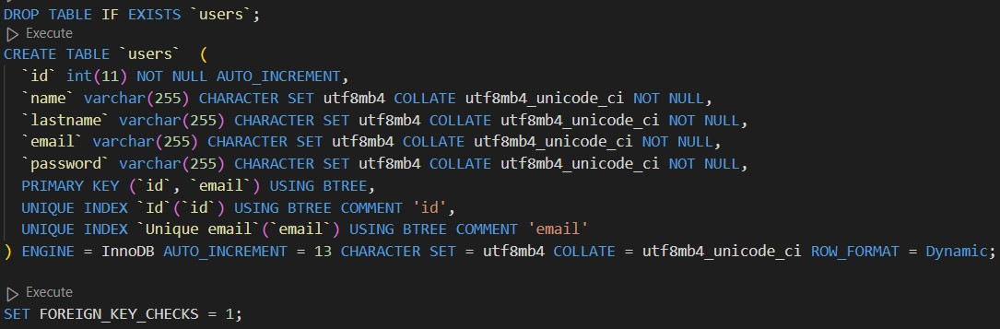 DROP TABLE IF EXISTS `users`;
Execute
CREATE TABLE `users`  (
  `id` int(11) NOT NULL AUTO_INCREMENT,
  `name` varchar(255) CHARACTER SET utf8mb4 COLLATE utf8mb4_unicode_ci NOT NULL,
  `lastname` varchar(255) CHARACTER SET utf8mb4 COLLATE utf8mb4_unicode_ci NOT NULL,
  `email` varchar(255) CHARACTER SET utf8mb4 COLLATE utf8mb4_unicode_ci NOT NULL,
  `password` varchar(255) CHARACTER SET utf8mb4 COLLATE utf8mb4_unicode_ci NOT NULL,
  PRIMARY KEY (`id`, `email`) USING BTREE,
  UNIQUE INDEX `Id`(`id`) USING BTREE COMMENT 'id',
  UNIQUE INDEX `Unique email`(`email`) USING BTREE COMMENT 'email'
) ENGINE = InnoDB AUTO_INCREMENT = 13 CHARACTER SET = utf8mb4 COLLATE = utf8mb4_unicode_ci ROW_FORMAT = Dynamic;
Execute
SET FOREIGN_KEY_CHECKS = 1;